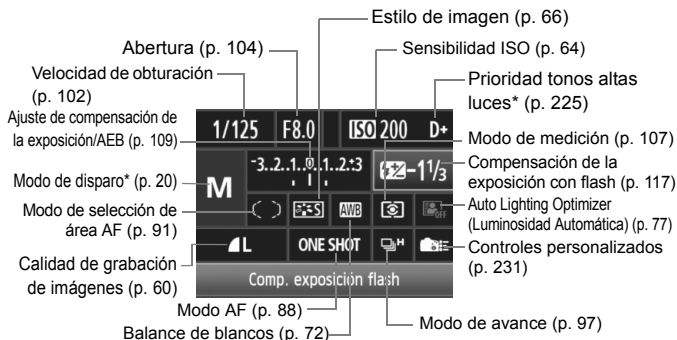 Estilo de imagen (p. 66)
Abertura (p. 104)
Sensibilidad ISO (p. 64)
Velocidad de obturación
(p. 102)
Prioridad tonos altas
luces* (p. 225)
Ajuste de compensación de
la exposición/AEB (p. 109)
Modo de disparo* (p. 20)
Modo de selección de
área AF (p. 91)
Calidad de grabación
de imágenes (p. 60)
1/125 F8.0 ISO 200 D+
-3..2..1..0..1..2.:3
-1 1/3
M
S AWB OFF
L ONE SHOT H
Comp. exposición flash
Modo de medición (p. 107)
Compensación de la
exposición con flash (p. 117)
Auto Lighting Optimizer
(Luminosidad Automática) (p. 77)
Controles personalizados
(p. 231)
Modo AF (p. 88)
Modo de avance (p. 97)
Balance de blancos (p. 72)